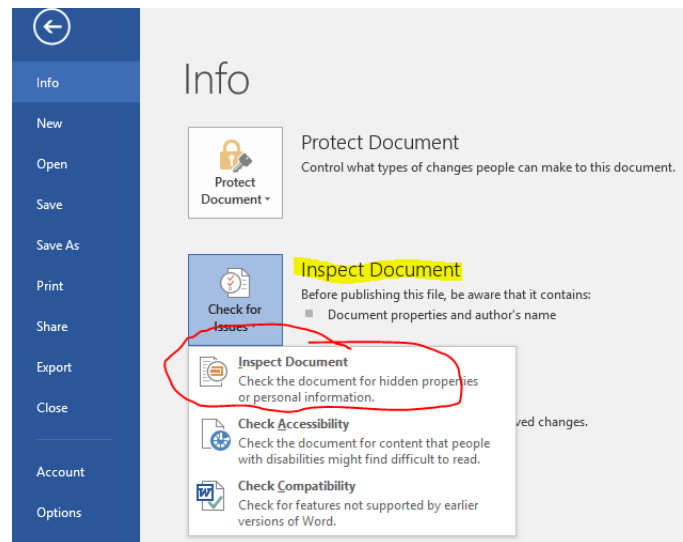 Info
New
Open
Save
Save As
Print
Share
Export
Close
Account
Options
Info
Protect
Document
Protect Document
Control what types of changes people can make to this document.
Check for
Issues
Inspect Document
Before publishing this file, be aware that it contains:
Document properties and author's name
Inspect Document
Check the document for hidden properties
or personal information.
Check Accessibility
Check the document for content that people
with disabilities might find difficult to read.
Check Compatibility
Check for features not supported by earlier
versions of Word.
changes.